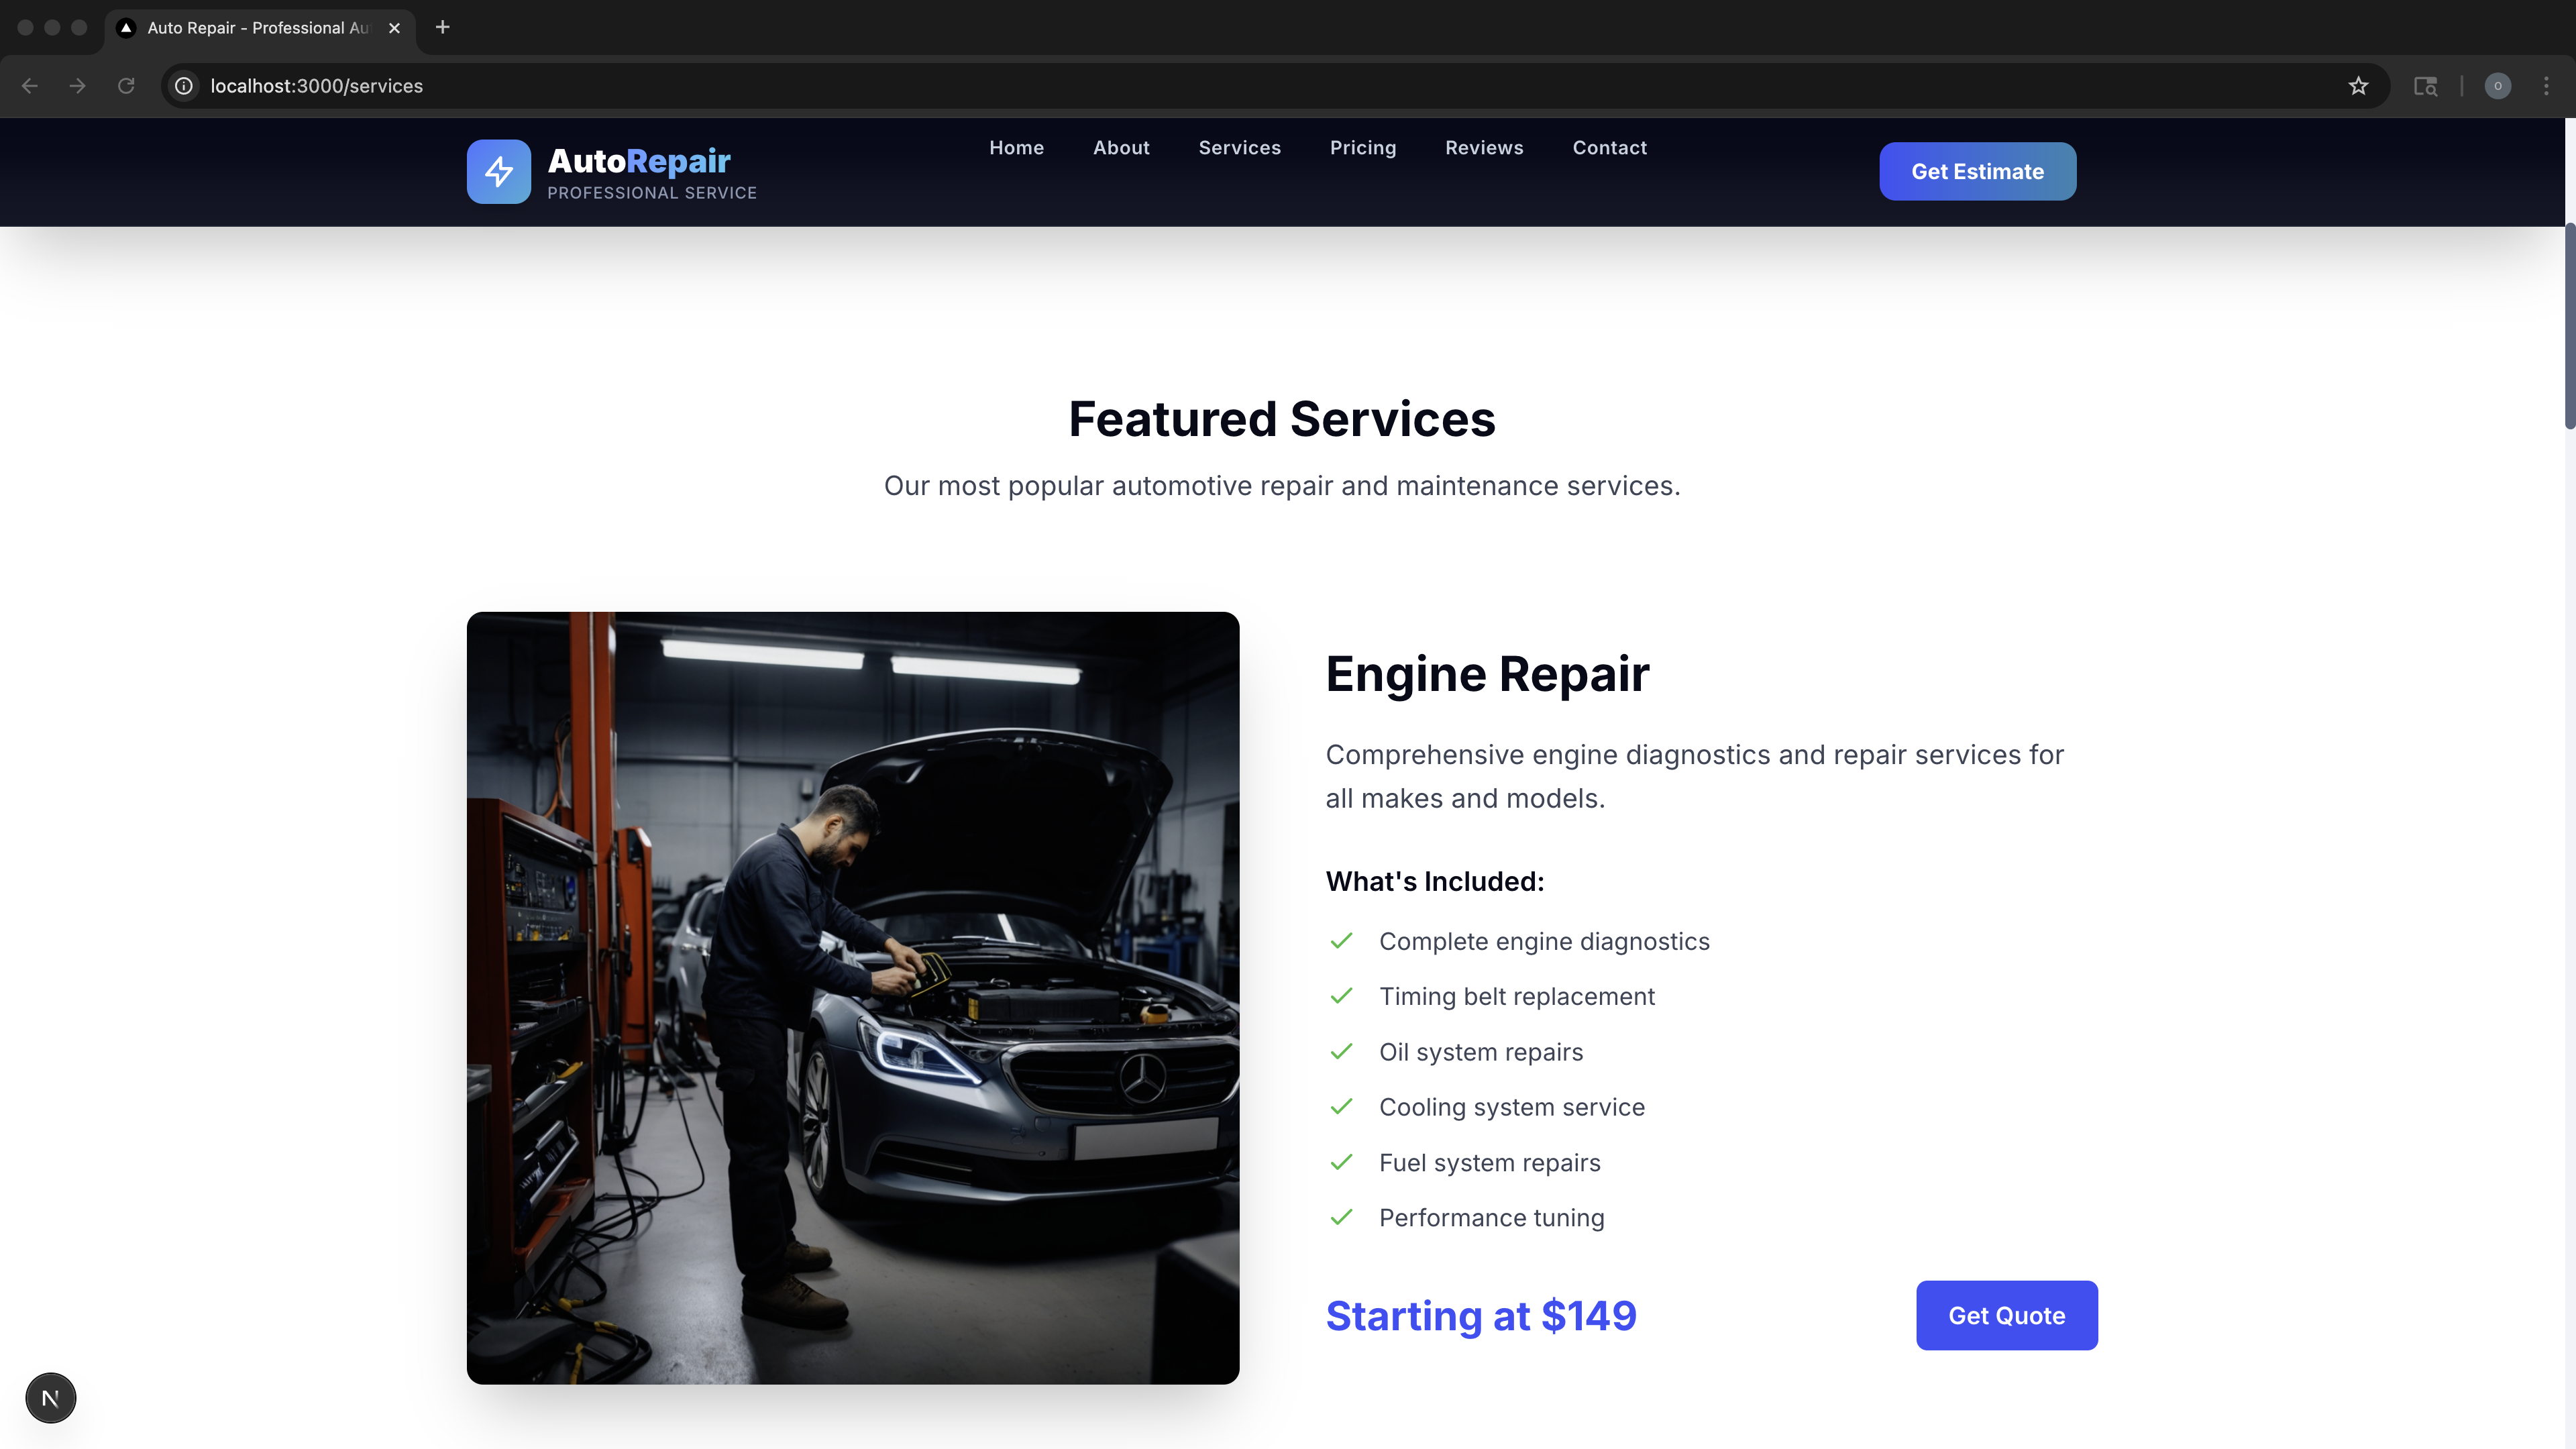 Auto Repair - Professional Au
localhost:3000/services
AutoRepair
PROFESSIONAL SERVICE
Home About Services Pricing Reviews Contact
Get Estimate
Featured Services
Our most popular automotive repair and maintenance services.
Engine Repair
Comprehensive engine diagnostics and repair services for
all makes and models.
What's Included:
Complete engine diagnostics
Timing belt replacement
Oil system repairs
Cooling system service
Fuel system repairs
Performance tuning
Starting at $149
Get Quote
N